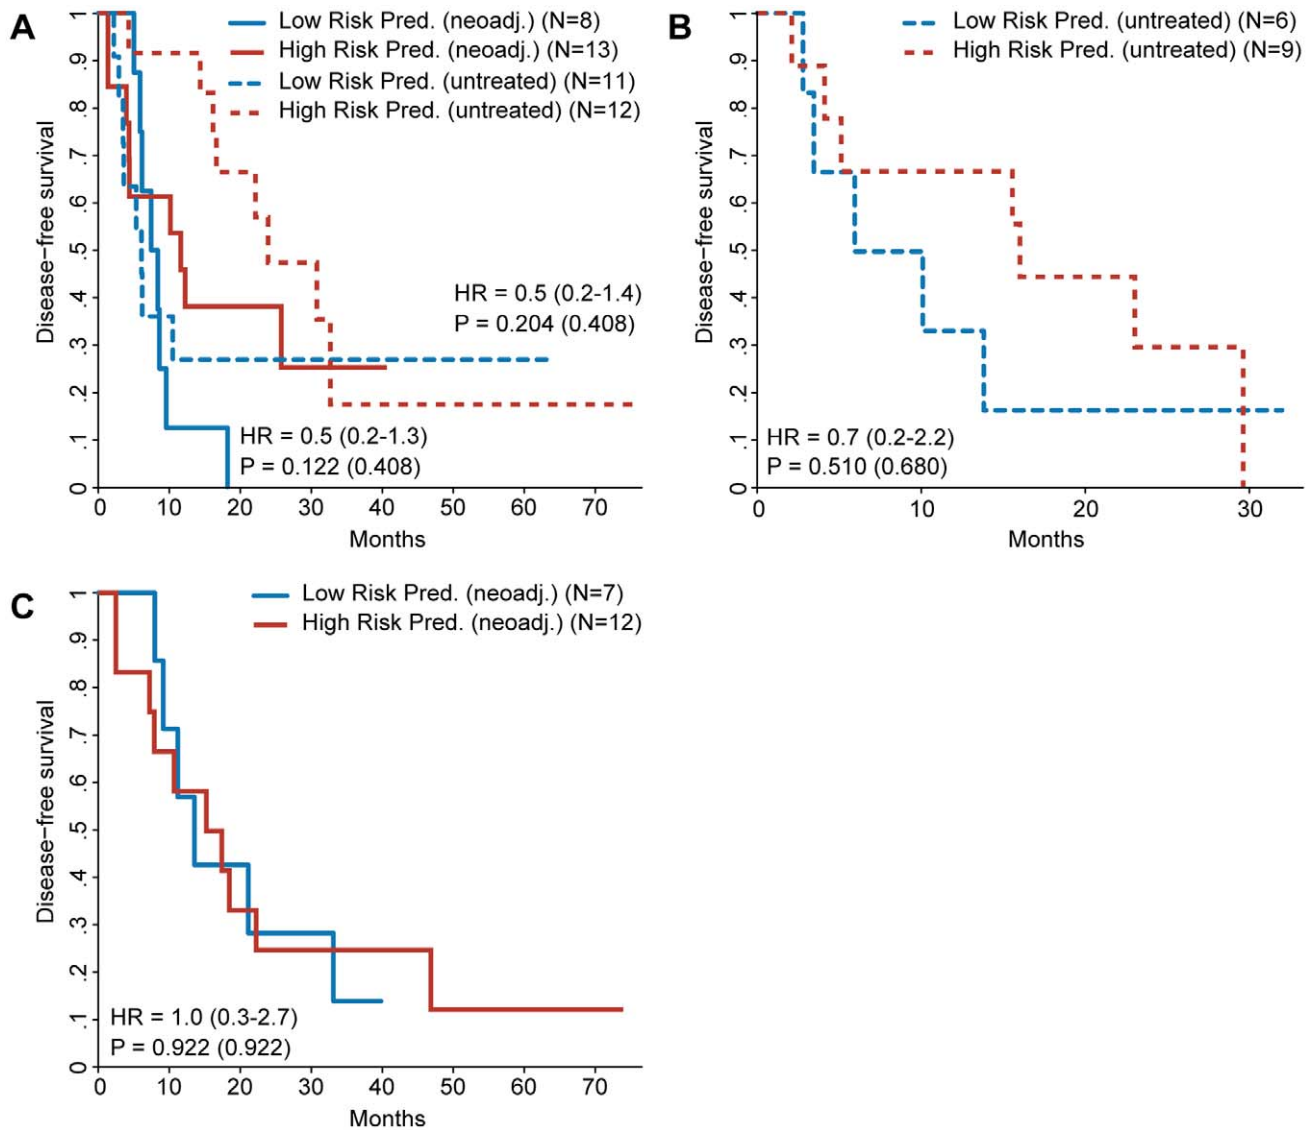 A
Low Risk Pred. (neoadj.) (N=8)
High Risk Pred. (neoadj.) (N=13)
Low Risk Pred. (untreated) (N=11)
High Risk Pred. (untreated) (N=12)
Disease–free survival
1
.9
.8
.7
.6
.5
.4
.3
.2
.1
0
HR = 0.5 (0.2-1.4)
P = 0.204 (0.408)
HR = 0.5 (0.2-1.3)
P = 0.122 (0.408)
0 10 20 30 40 50 60 70
Months
B
Low Risk Pred. (untreated) (N=6)
High Risk Pred. (untreated) (N=9)
Disease–free survival
1
.9
.8
.7
.6
.5
.4
.3
.2
.1
0
HR = 0.7 (0.2-2.2)
P = 0.510 (0.680)
0 10 20 30
Months
C
Low Risk Pred. (neoadj.) (N=7)
High Risk Pred. (neoadj.) (N=12)
Disease–free survival
1
.9
.8
.7
.6
.5
.4
.3
.2
.1
0
HR = 1.0 (0.3-2.7)
P = 0.922 (0.922)
0 10 20 30 40 50 60 70
Months